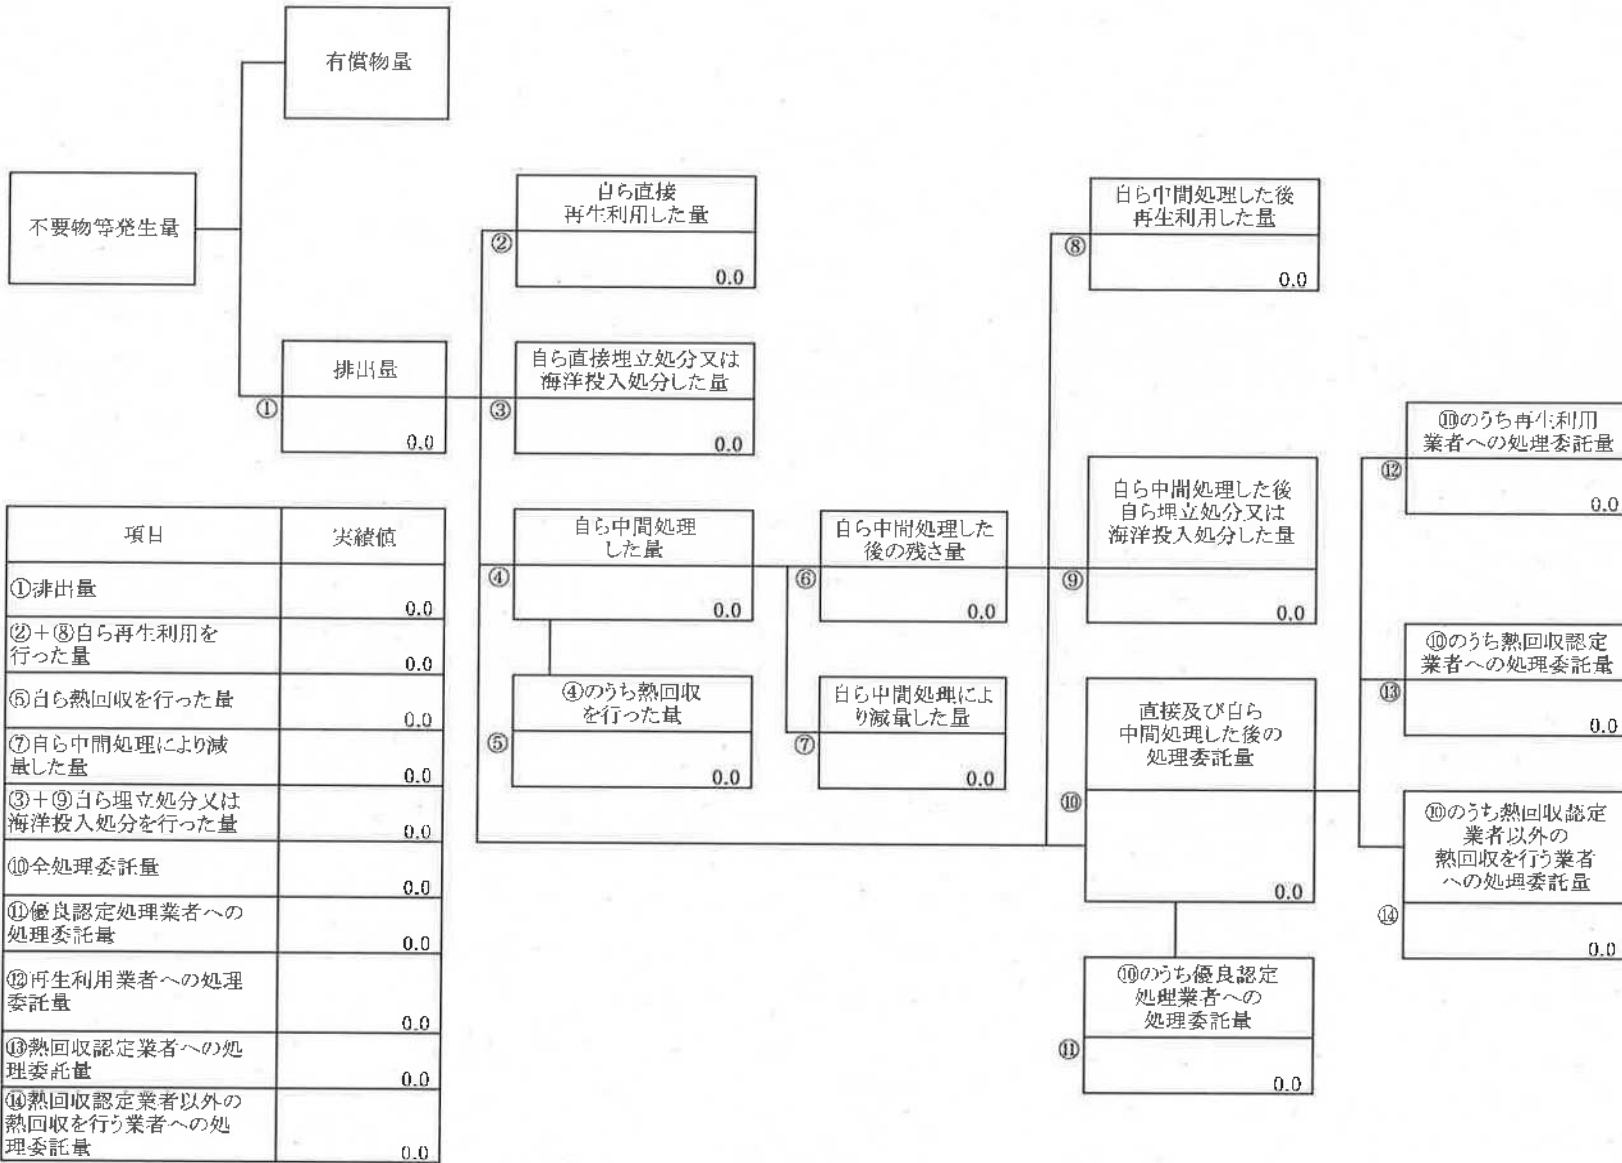 有償物量
不要物等発生量
排出量
①
0.0
自ら直接
再生利用した量
②
0.0
自ら直接埋立処分又は
海洋投入処分した量
③
0.0
自ら中間処理
した量
④
0.0
④のうち熱回収
を行った量
⑤
0.0
自ら中間処理した
後の残さ量
⑥
0.0
自ら中間処理によ
り減量した量
⑦
0.0
自ら中間処理した後
再生利用した量
⑧
0.0
自ら中間処理した後
自ら埋立処分又は
海洋投入処分した量
⑨
0.0
直接及び自ら
中間処理した後の
処理委託量
⑩
0.0
⑩のうち優良認定
処理業者への
処理委託量
⑪
0.0
⑩のうち再生利用
業者への処理委託量
⑫
0.0
⑩のうち熱回収認定
業者への処理委託量
⑬
0.0
⑩のうち熱回収認定
業者以外の
熱回収を行う業者
への処理委託量
⑭
0.0
項目 実績値
①排出量
0.0
②+⑧自ら再生利用を
行った量
0.0
⑤自ら熱回収を行った量
0.0
⑦自ら中間処理により減
量した量
0.0
③+⑨自ら埋立処分又は
海洋投入処分を行った量
0.0
⑩全処理委託量
0.0
⑪優良認定処理業者への
処理委託量
0.0
⑫再生利用業者への処理
委託量
0.0
⑬熱回収認定業者への処
理委託量
0.0
⑭熱回収認定業者以外の
熱回収を行う業者への処
理委託量
0.0